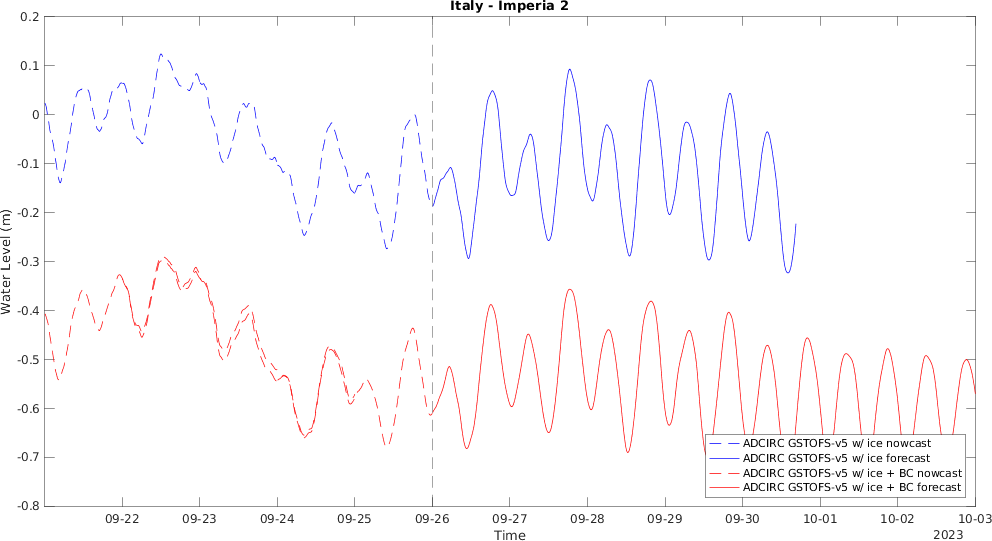 Italy - Imperia 2
Water Level (m)
0.2
0.1
0
-0.1
-0.2
-0.3
-0.4
-0.5
-0.6
-0.7
-0.8
ADCIRC GSTOFS-v5 w/ ice nowcast
ADCIRC GSTOFS-v5 w/ ice forecast
ADCIRC GSTOFS-v5 w/ ice + BC nowcast
ADCIRC GSTOFS-v5 w/ ice + BC forecast
09-22 09-23 09-24 09-25 09-26 09-27 09-28 09-29 09-30 10-01 10-02 10-03
Time
2023